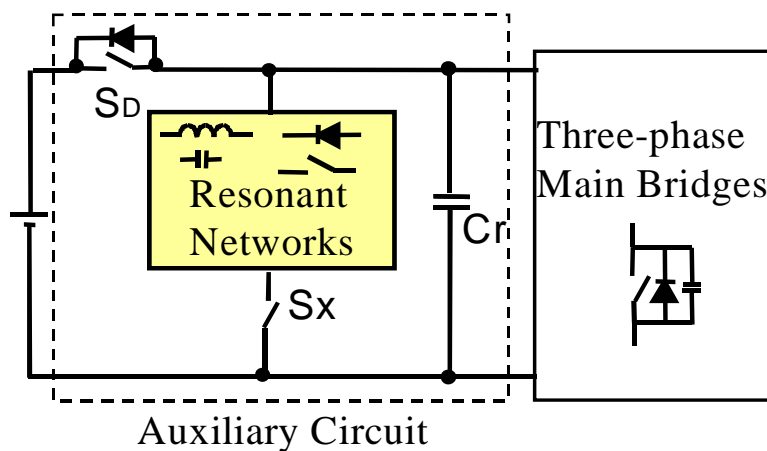 SD
Three-phase
Main Bridges
Resonant
Networks
Cr
Sx
Auxiliary Circuit